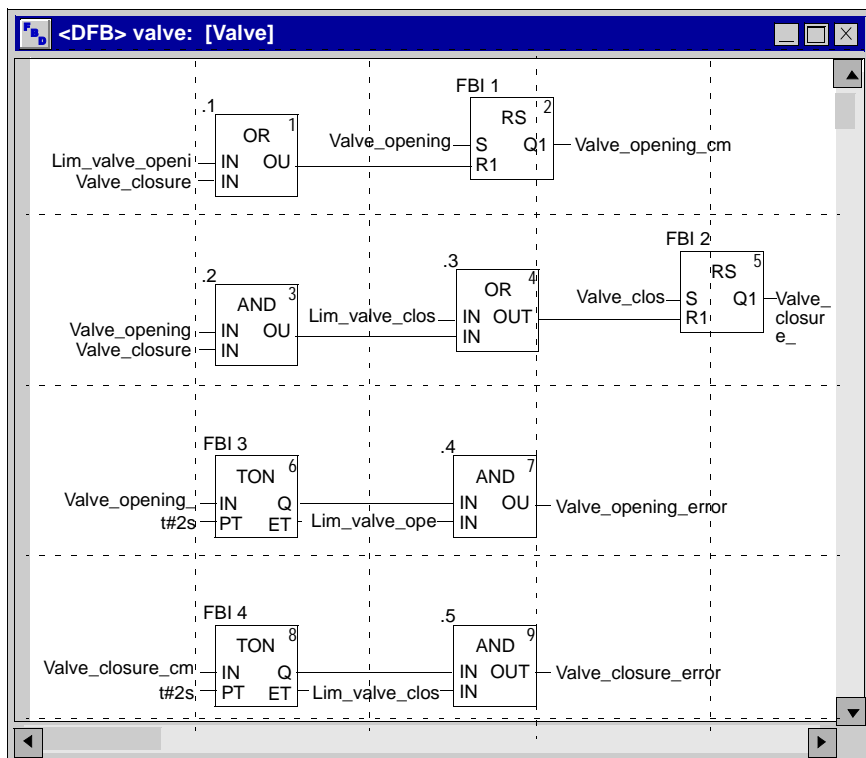 FBD <DFB> valve: [Valve]
FBI 1
.1
OR 1
RS 2
Valve_opening S Q1 Valve_opening_cm
Lim_valve_openi IN OU R1
Valve_closure IN
FBI 2
.2 .3
RS 5
AND 3
OR 4
Valve_clos S Q1 Valve_
closur
e_
Lim_valve_clos IN OUT R1
Valve_opening IN OU IN
Valve_closure IN
FBI 3 .4
TON 6 AND 7
Valve_opening_ IN Q IN OU Valve_opening_error
t#2s PT ET Lim_valve_ope IN
FBI 4 .5
TON 8 AND 9
Valve_closure_cm IN Q IN OUT Valve_closure_error
t#2s PT ET Lim_valve_clos IN